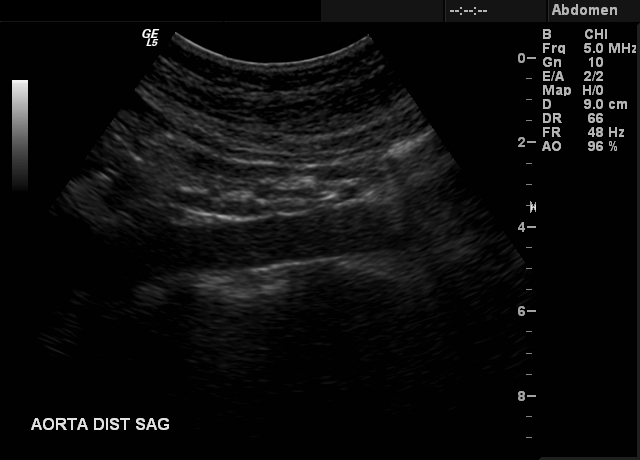 --:--:-- Abdomen
GE
L5
B CHI
Frq 5.0 MHz
Gn 10
E/A 2/2
Map H/0
D 9.0 cm
DR 66
FR 48 Hz
AO 96 %
0
2
4
6
8
AORTA DIST SAG